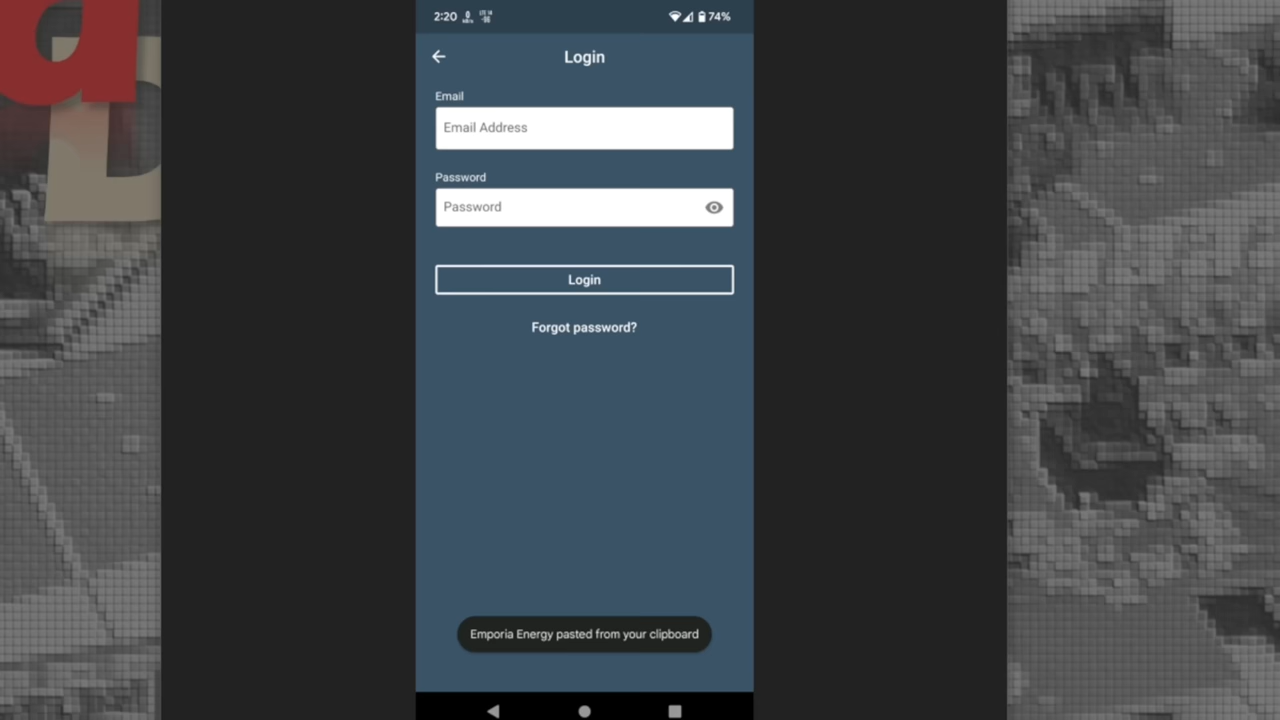 2:20
74%
Login
Email
Email Address
Password
Password
Login
Forgot password?
Emporia Energy pasted from your clipboard